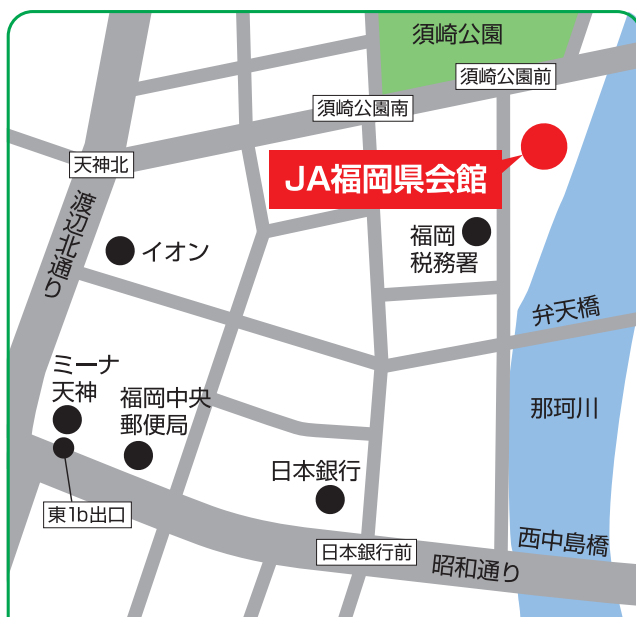 須崎公園
須崎公園前
須崎公園南
天神北
JA福岡県会館
渡辺北通り
イオン
福岡
税務署
弁天橋
ミーナ
天神
福岡中央
郵便局
那珂川
日本銀行
東1b出口
日本銀行前
昭和通り
西中島橋